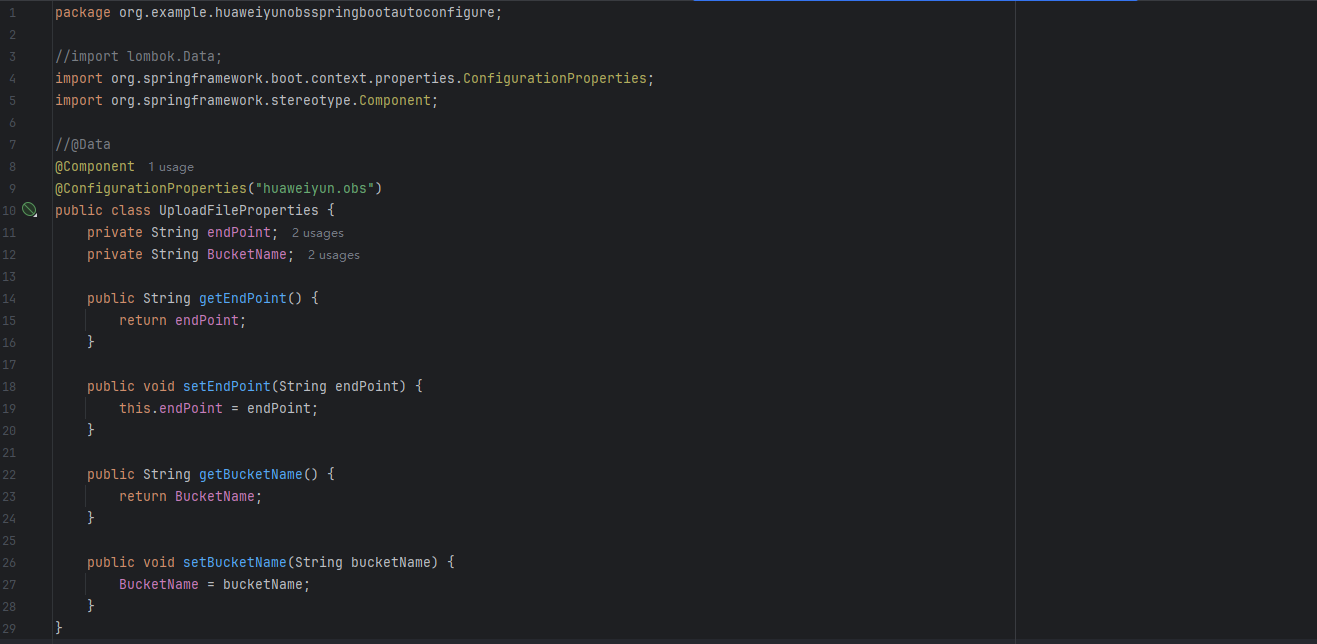 1 package org.example.huaweiyunobsspringbootautoconfigure;
2
3 //import lombok.Data;
4 import org.springframework.boot.context.properties.ConfigurationProperties;
5 import org.springframework.stereotype.Component;
6
7 //@Data
8 @Component 1 usage
9 @ConfigurationProperties("huaweiyun.obs")
10 public class UploadFileProperties {
11     private String endPoint; 2 usages
12     private String BucketName; 2 usages
13
14     public String getEndPoint() {
15         return endPoint;
16     }
17
18     public void setEndPoint(String endPoint) {
19         this.endPoint = endPoint;
20     }
21
22     public String getBucketName() {
23         return BucketName;
24     }
25
26     public void setBucketName(String bucketName) {
27         BucketName = bucketName;
28     }
29 }